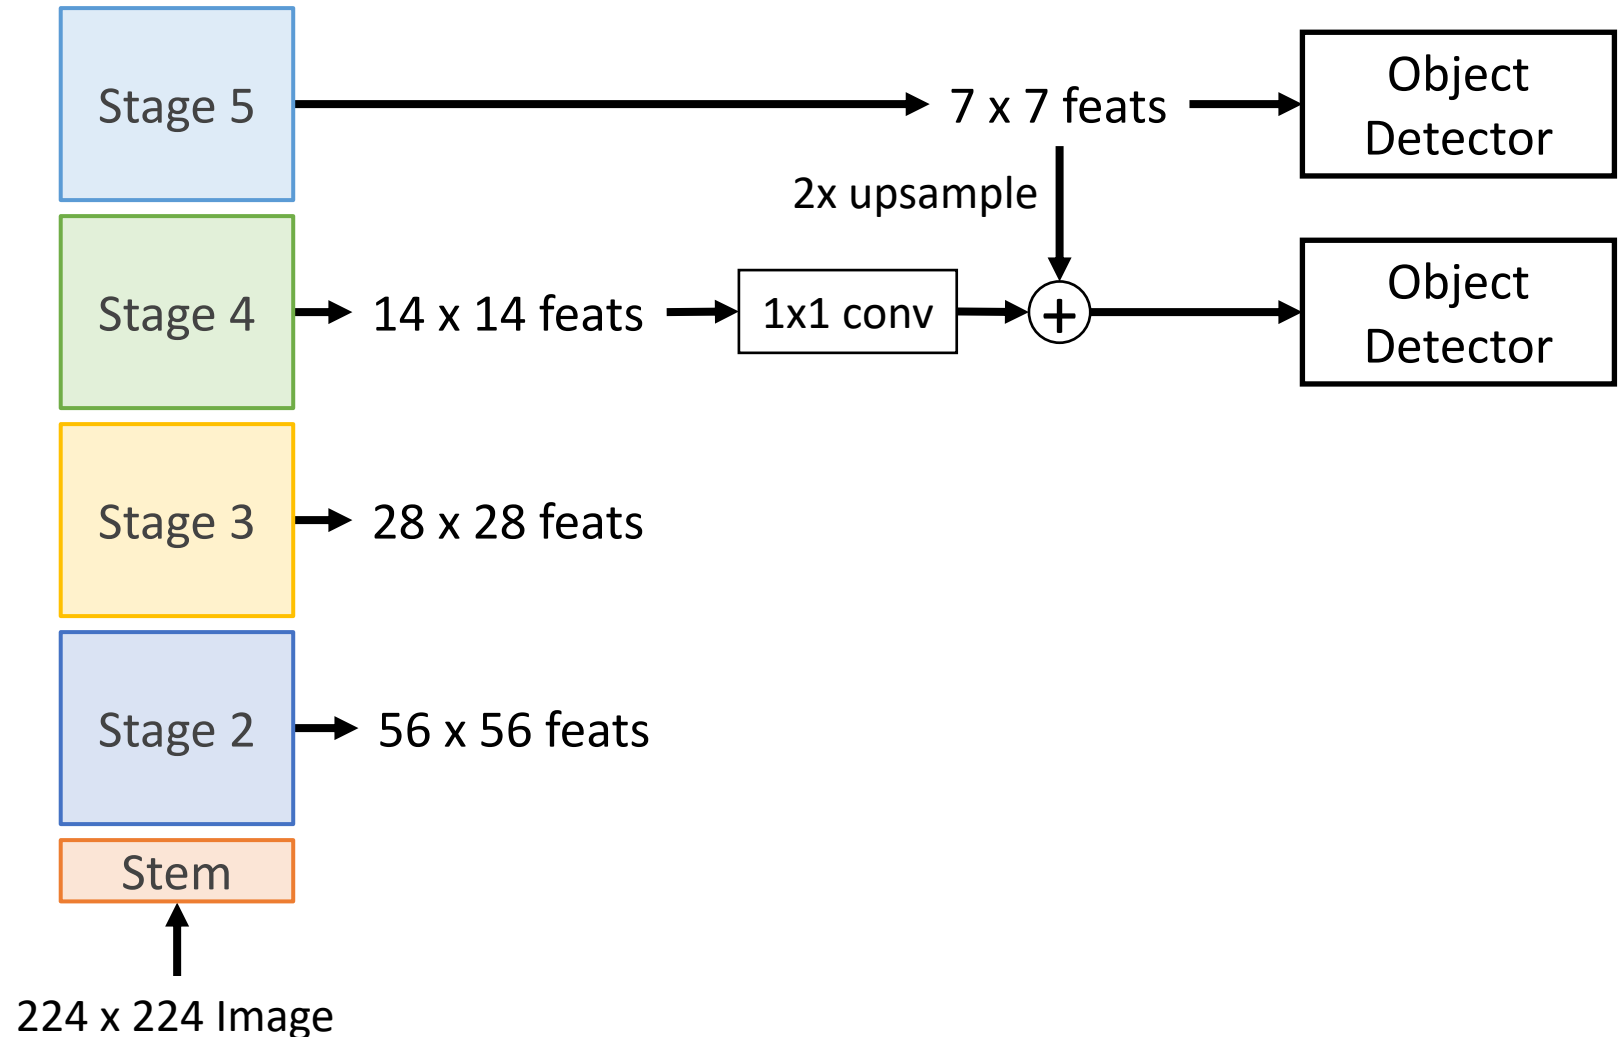 Stage 5
7 x 7 feats
Object
Detector
2x upsample
Stage 4
14 x 14 feats
1x1 conv
+
Object
Detector
Stage 3
28 x 28 feats
Stage 2
56 x 56 feats
Stem
224 x 224 Image